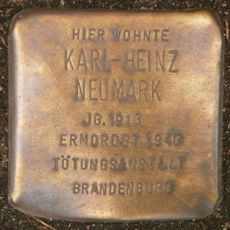 HIER WOHNTE
KARL-HEINZ
NEUMARK
JG. 1913
ERMORDET 1940
TÖTUNGSANSTALT
BRANDENBURG